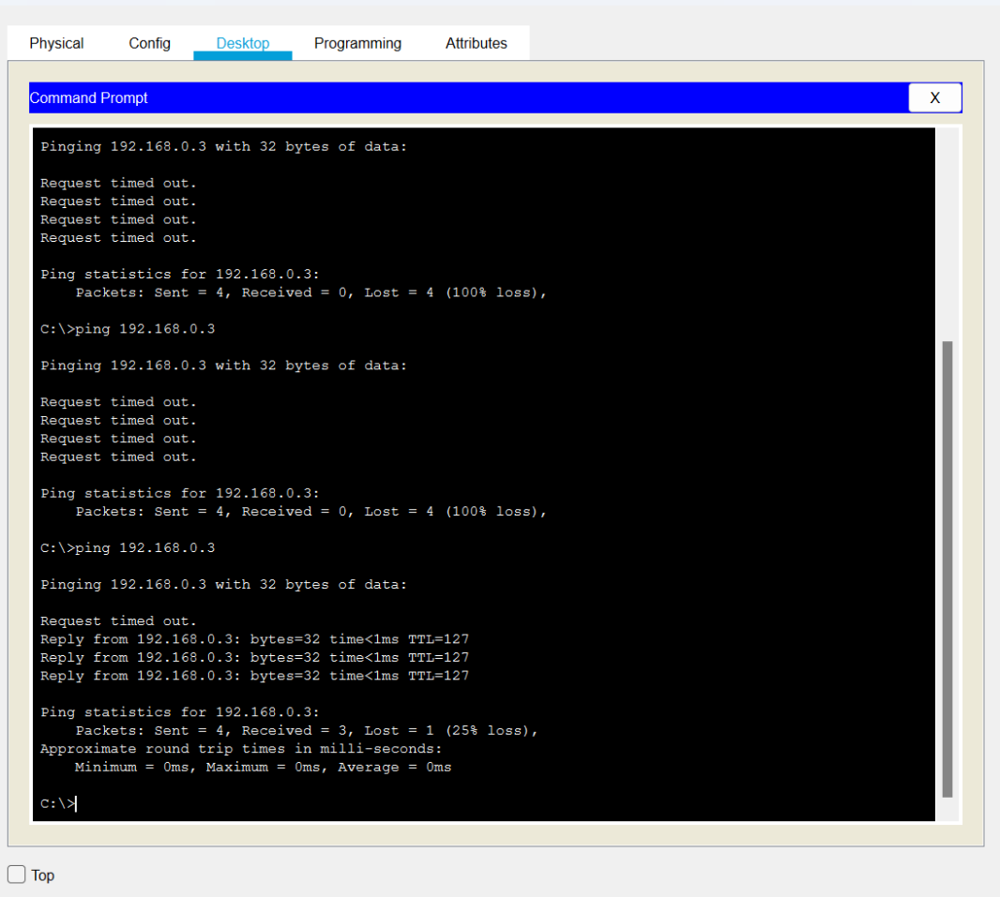 Physical Config Desktop Programming Attributes
Command Prompt X
Pinging 192.168.0.3 with 32 bytes of data:
Request timed out.
Request timed out.
Request timed out.
Request timed out.
Ping statistics for 192.168.0.3:
Packets: Sent = 4, Received = 0, Lost = 4 (100% loss),
C:\>ping 192.168.0.3
Pinging 192.168.0.3 with 32 bytes of data:
Request timed out.
Request timed out.
Request timed out.
Request timed out.
Ping statistics for 192.168.0.3:
Packets: Sent = 4, Received = 0, Lost = 4 (100% loss),
C:\>ping 192.168.0.3
Pinging 192.168.0.3 with 32 bytes of data:
Request timed out.
Reply from 192.168.0.3: bytes=32 time<1ms TTL=127
Reply from 192.168.0.3: bytes=32 time<1ms TTL=127
Reply from 192.168.0.3: bytes=32 time<1ms TTL=127
Ping statistics for 192.168.0.3:
Packets: Sent = 4, Received = 3, Lost = 1 (25% loss),
Approximate round trip times in milli-seconds:
Minimum = 0ms, Maximum = 0ms, Average = 0ms
C:\>
Top